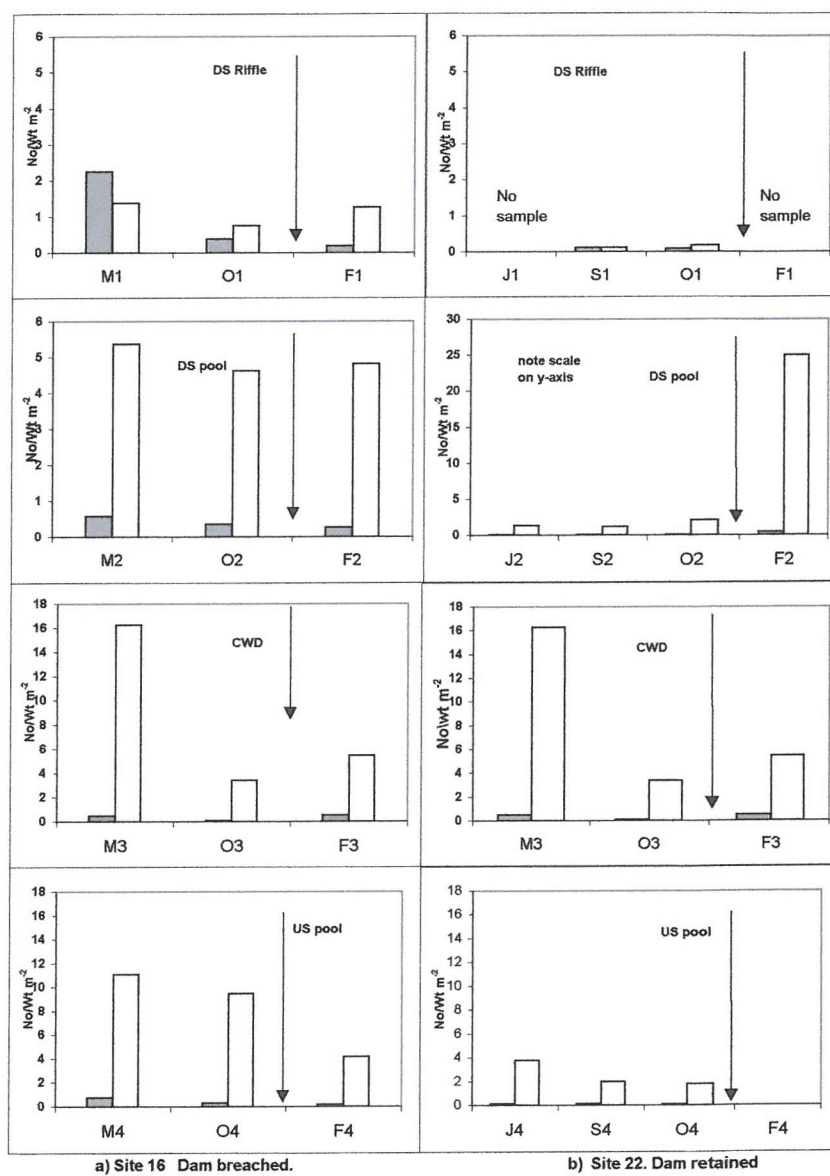 6
5
4
3
2
1
0
No/Wt m-2
DS Riffle
M1 O1 F1
6
5
4
3
2
1
0
No/Wt m-2
DS Riffle
No
sample
No
sample
J1 S1 O1 F1
6
5
4
3
2
1
0
No/Wt m-2
DS pool
M2 O2 F2
30
25
20
15
10
5
0
No/Wt m-2
note scale
on y-axis
DS pool
J2 S2 O2 F2
18
16
14
12
10
8
6
4
2
0
No/Wt m-2
CWD
M3 O3 F3
18
16
14
12
10
8
6
4
2
0
No\wt m-2
CWD
M3 O3 F3
18
16
14
12
10
8
6
4
2
0
No/Wt m-2
US pool
M4 O4 F4
18
16
14
12
10
8
6
4
2
0
No/Wt m-2
US pool
J4 S4 O4 F4
a) Site 16 Dam breached.
b) Site 22. Dam retained